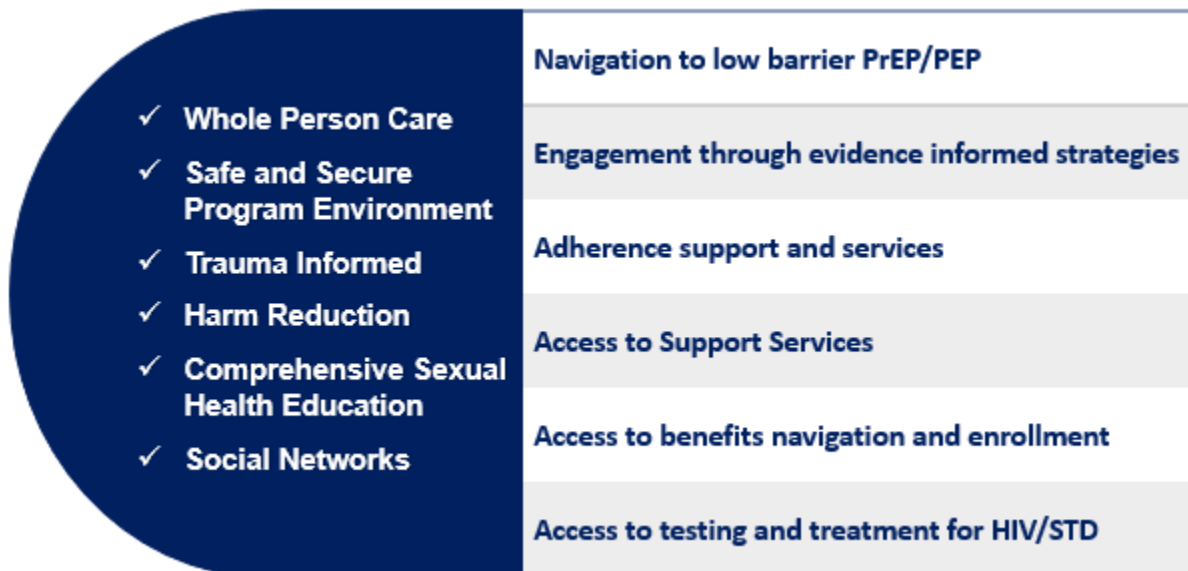 ✓ Whole Person Care
✓ Safe and Secure
Program Environment
✓ Trauma Informed
✓ Harm Reduction
✓ Comprehensive Sexual
Health Education
✓ Social Networks
Navigation to low barrier PrEP/PEP
Engagement through evidence informed strategies
Adherence support and services
Access to Support Services
Access to benefits navigation and enrollment
Access to testing and treatment for HIV/STD